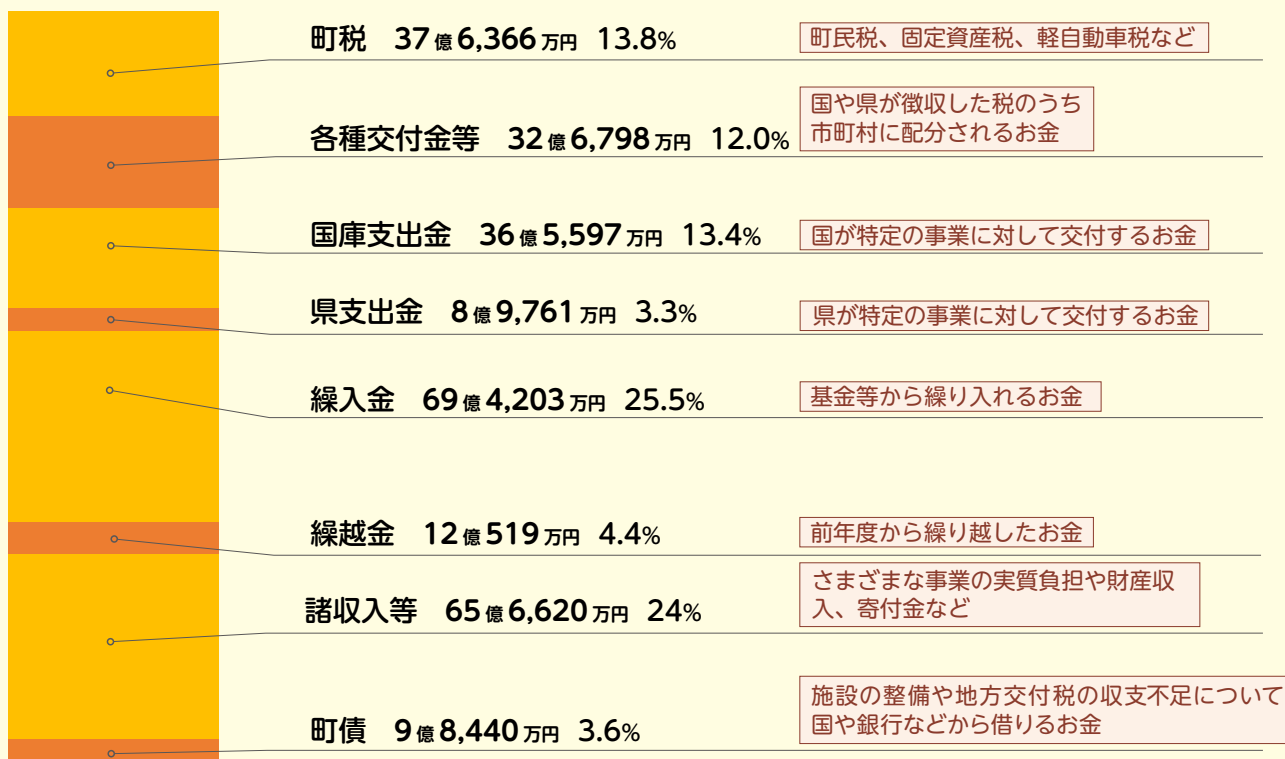 町税 37億6,366万円 13.8%
町民税、固定資産税、軽自動車税など
各種交付金等 32億6,798万円 12.0%
国や県が徴収した税のうち
市町村に配分されるお金
国庫支出金 36億5,597万円 13.4%
国が特定の事業に対して交付するお金
県支出金 8億9,761万円 3.3%
県が特定の事業に対して交付するお金
繰入金 69億4,203万円 25.5%
基金等から繰り入れるお金
繰越金 12億519万円 4.4%
前年度から繰り越したお金
諸収入等 65億6,620万円 24%
さまざまな事業の実質負担や財産収
入、寄付金など
町債 9億8,440万円 3.6%
施設の整備や地方交付税の収支不足について
国や銀行などから借りるお金